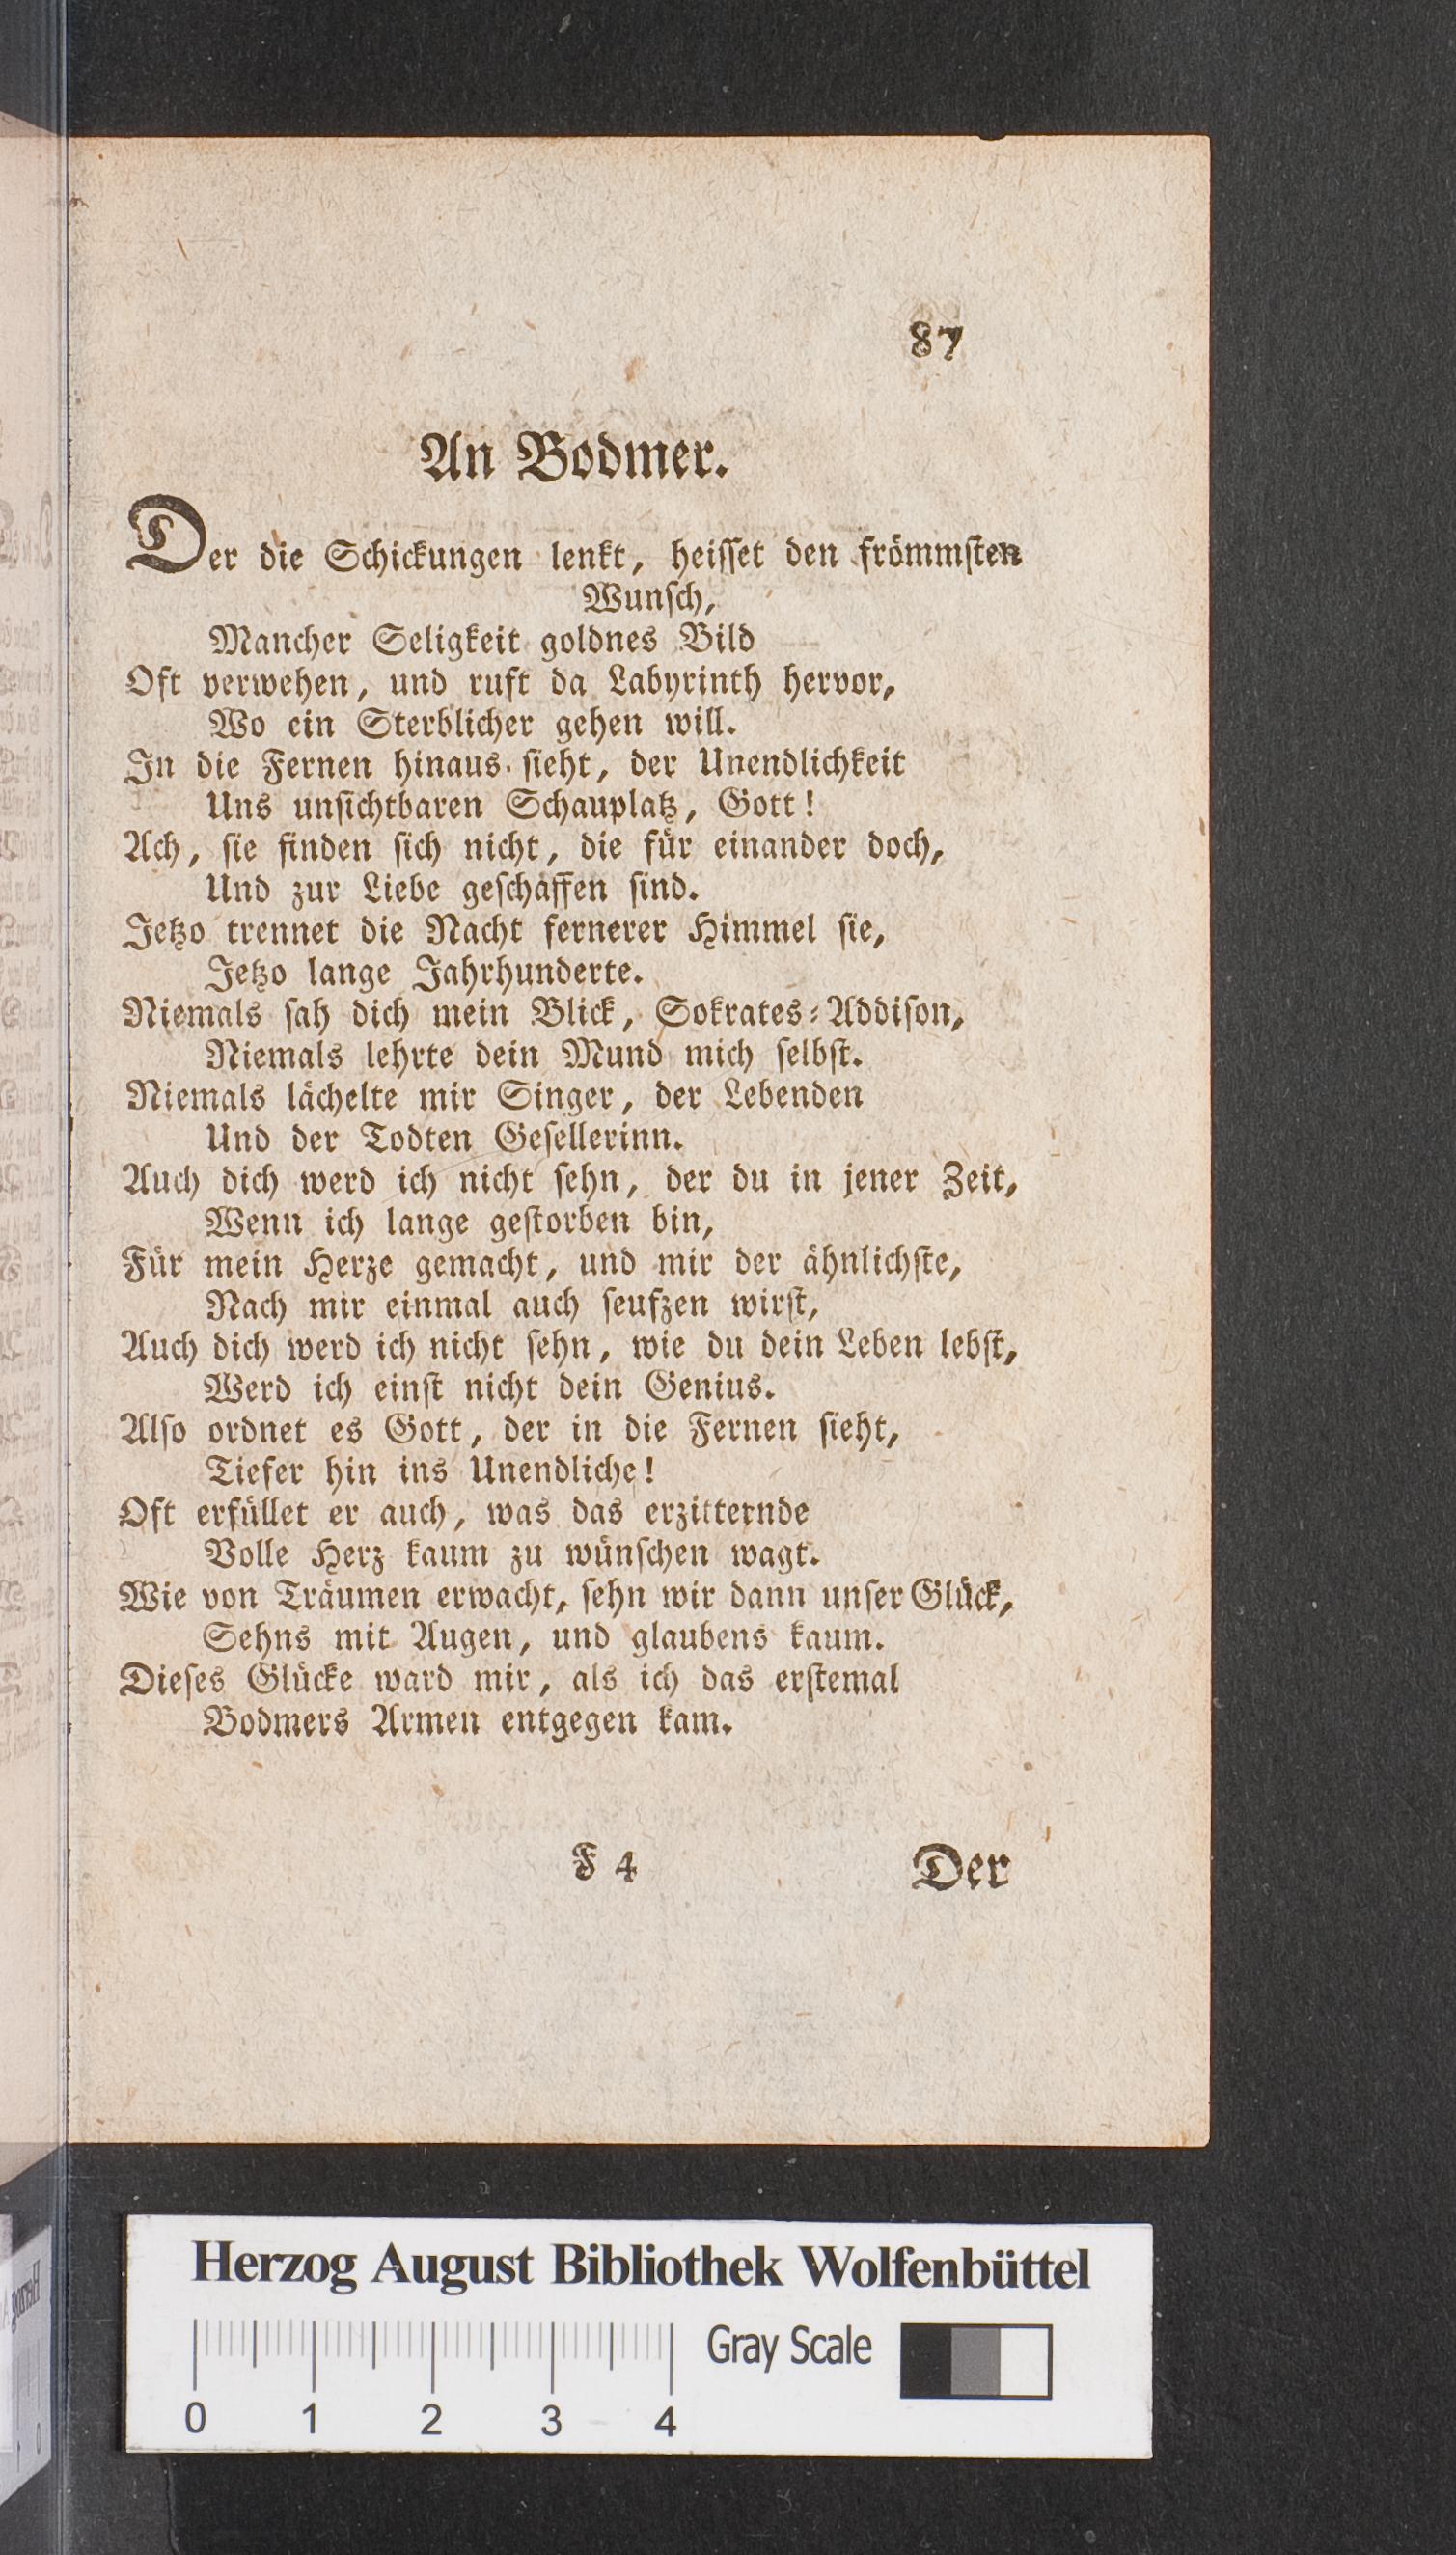 87
An Bodmer.
Der die Schickungen lenkt, heiſſet den frömmſten
Wunſch,
Mancher Seligkeit goldnes Bild
Oft verwehen, und ruft da Labyrinth hervor,
Wo ein Sterblicher gehen will.
In die Fernen hinaus ſieht, der Unendlichkeit
Uns unſichtbaren Schauplatz, Gott!
Ach, ſie finden ſich nicht, die für einander doch,
Und zur Liebe geſchaffen ſind.
Jetzo trennet die Nacht fernerer Himmel ſie,
Jetzo lange Jahrhunderte.
Niemals ſah dich mein Blick, Sokrates⸗Addiſon,
Niemals lehrte dein Mund mich ſelbſt.
Niemals lächelte mir Singer, der Lebenden
Und der Todten Geſellerinn.
Auch dich werd ich nicht ſehn, der du in jener Zeit,
Wenn ich lange geſtorben bin,
Für mein Herze gemacht, und mir der ähnlichſte,
Nach mir einmal auch ſeufzen wirſt,
Auch dich werd ich nicht ſehn, wie du dein Leben lebſt,
Werd ich einſt nicht dein Genius.
Alſo ordnet es Gott, der in die Fernen ſieht,
Tiefer hin ins Unendliche!
Oft erfüllet er auch, was das erzitternde
Volle Herz kaum zu wünſchen wagt.
Wie von Träumen erwacht, ſehn wir dann unſer Glück,
Sehns mit Augen, und glaubens kaum.
Dieſes Glücke ward mir, als ich das erſtemal
Bodmers Armen entgegen kam.
F 4 Der
Herzog August Bibliothek Wolfenbüttel
Gray Scale
0 1 2 3 4